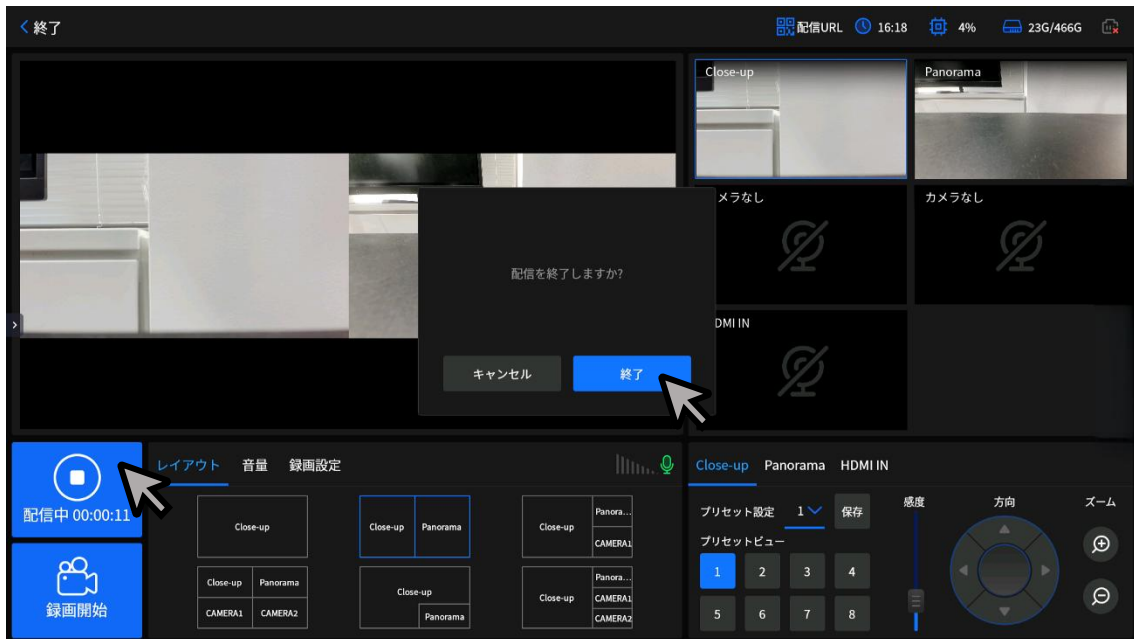 終了
配信URL 16:18 4% 23G/466G
Close-up
Panorama
メラなし
カメラなし
DMI IN
配信を終了しますか?
キャンセル 終了
配信中 00:00:11
録画開始
レイアウト 音量 録画設定
Close-up
Close-up Panorama
Close-up Panora... CAMERA1
Close-up Panorama CAMERA1 CAMERA2
Close-up Panorama
Close-up Panora... CAMERA1 CAMERA2
Close-up Panorama HDMI IN
プリセット設定 1 保存
プリセットビュー
1 2 3 4
5 6 7 8
感度
方向
ズーム